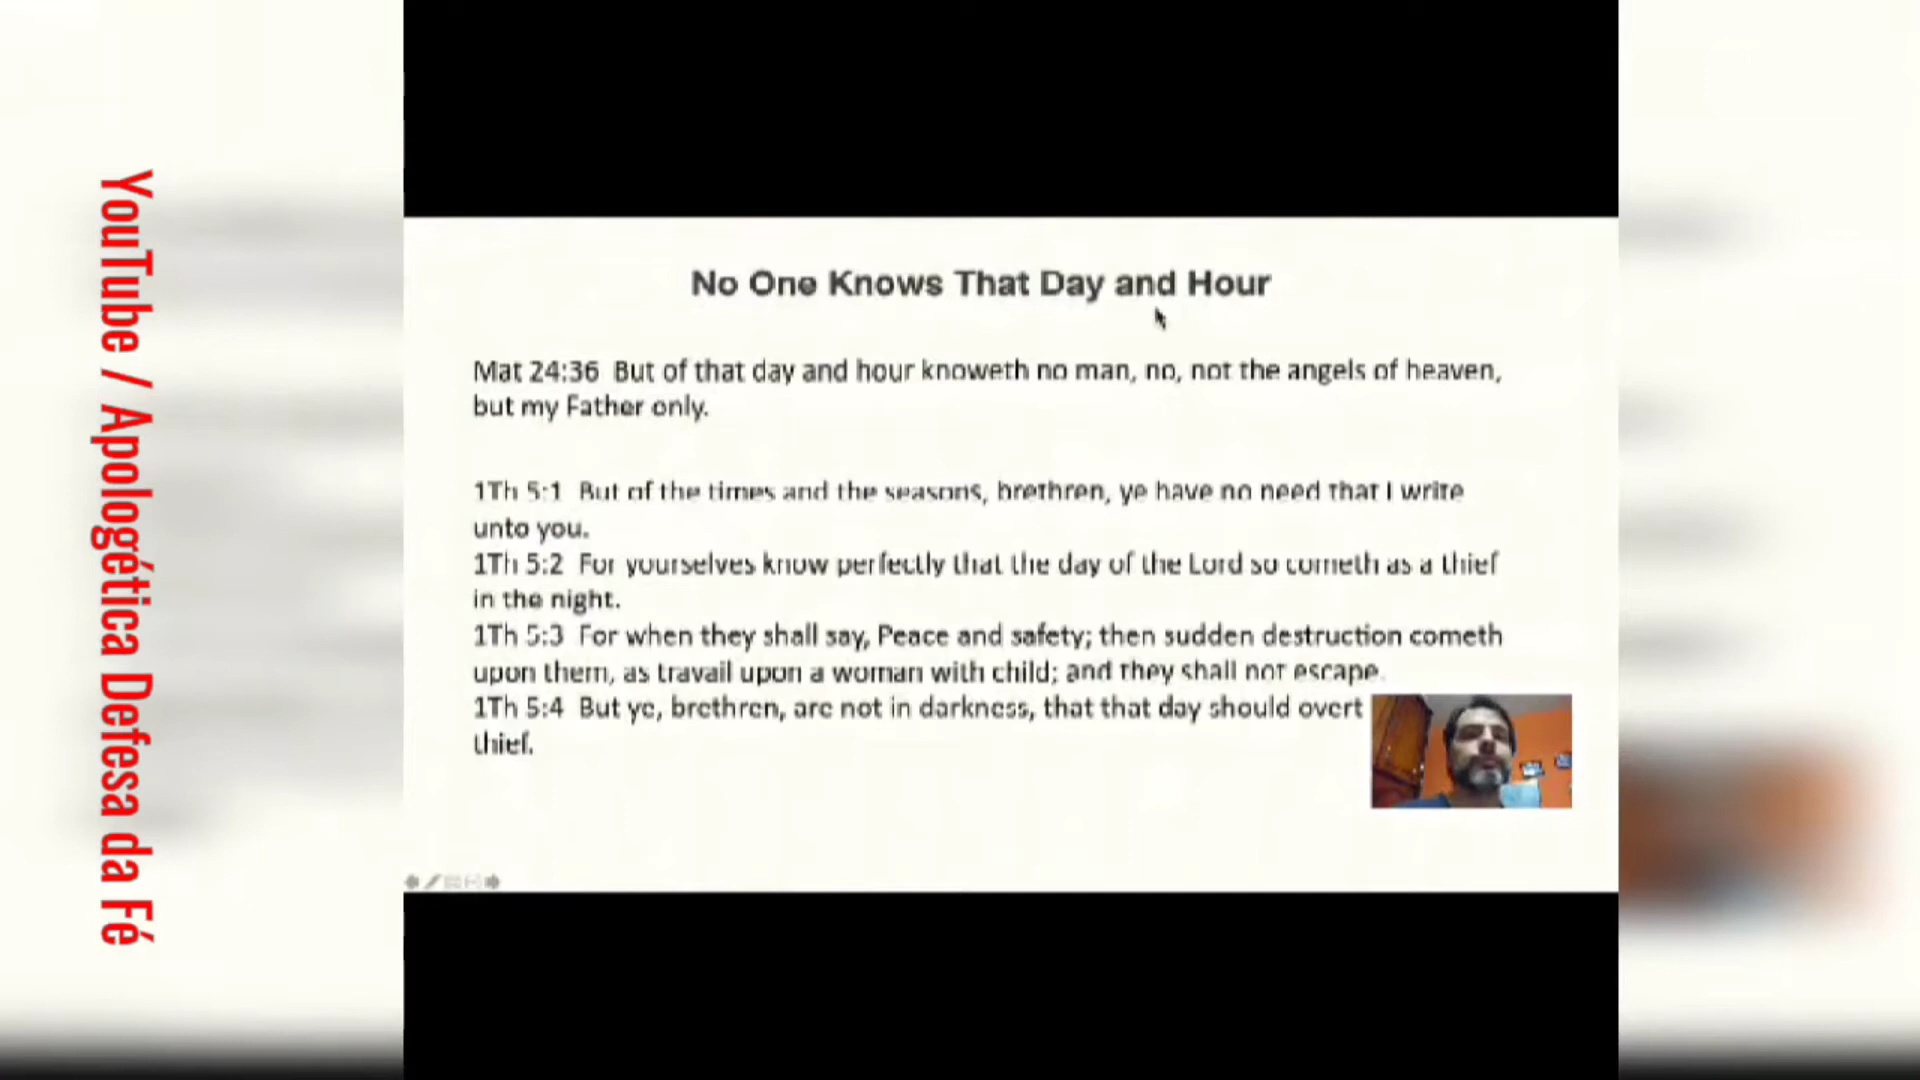 YouTube / Apologética Defesa da Fé
No One Knows That Day and Hour
Mat 24:36 But of that day and hour knoweth no man, no, not the angels of heaven,
but my Father only.
1Th 5:1 But of the times and the seasons, brethren, ye have no need that I write
unto you.
1Th 5:2 For yourselves know perfectly that the day of the Lord so cometh as a thief
in the night.
1Th 5:3 For when they shall say, Peace and safety; then sudden destruction cometh
upon them, as travail upon a woman with child; and they shall not escape.
1Th 5:4 But ye, brethren, are not in darkness, that that day should overt
thief.